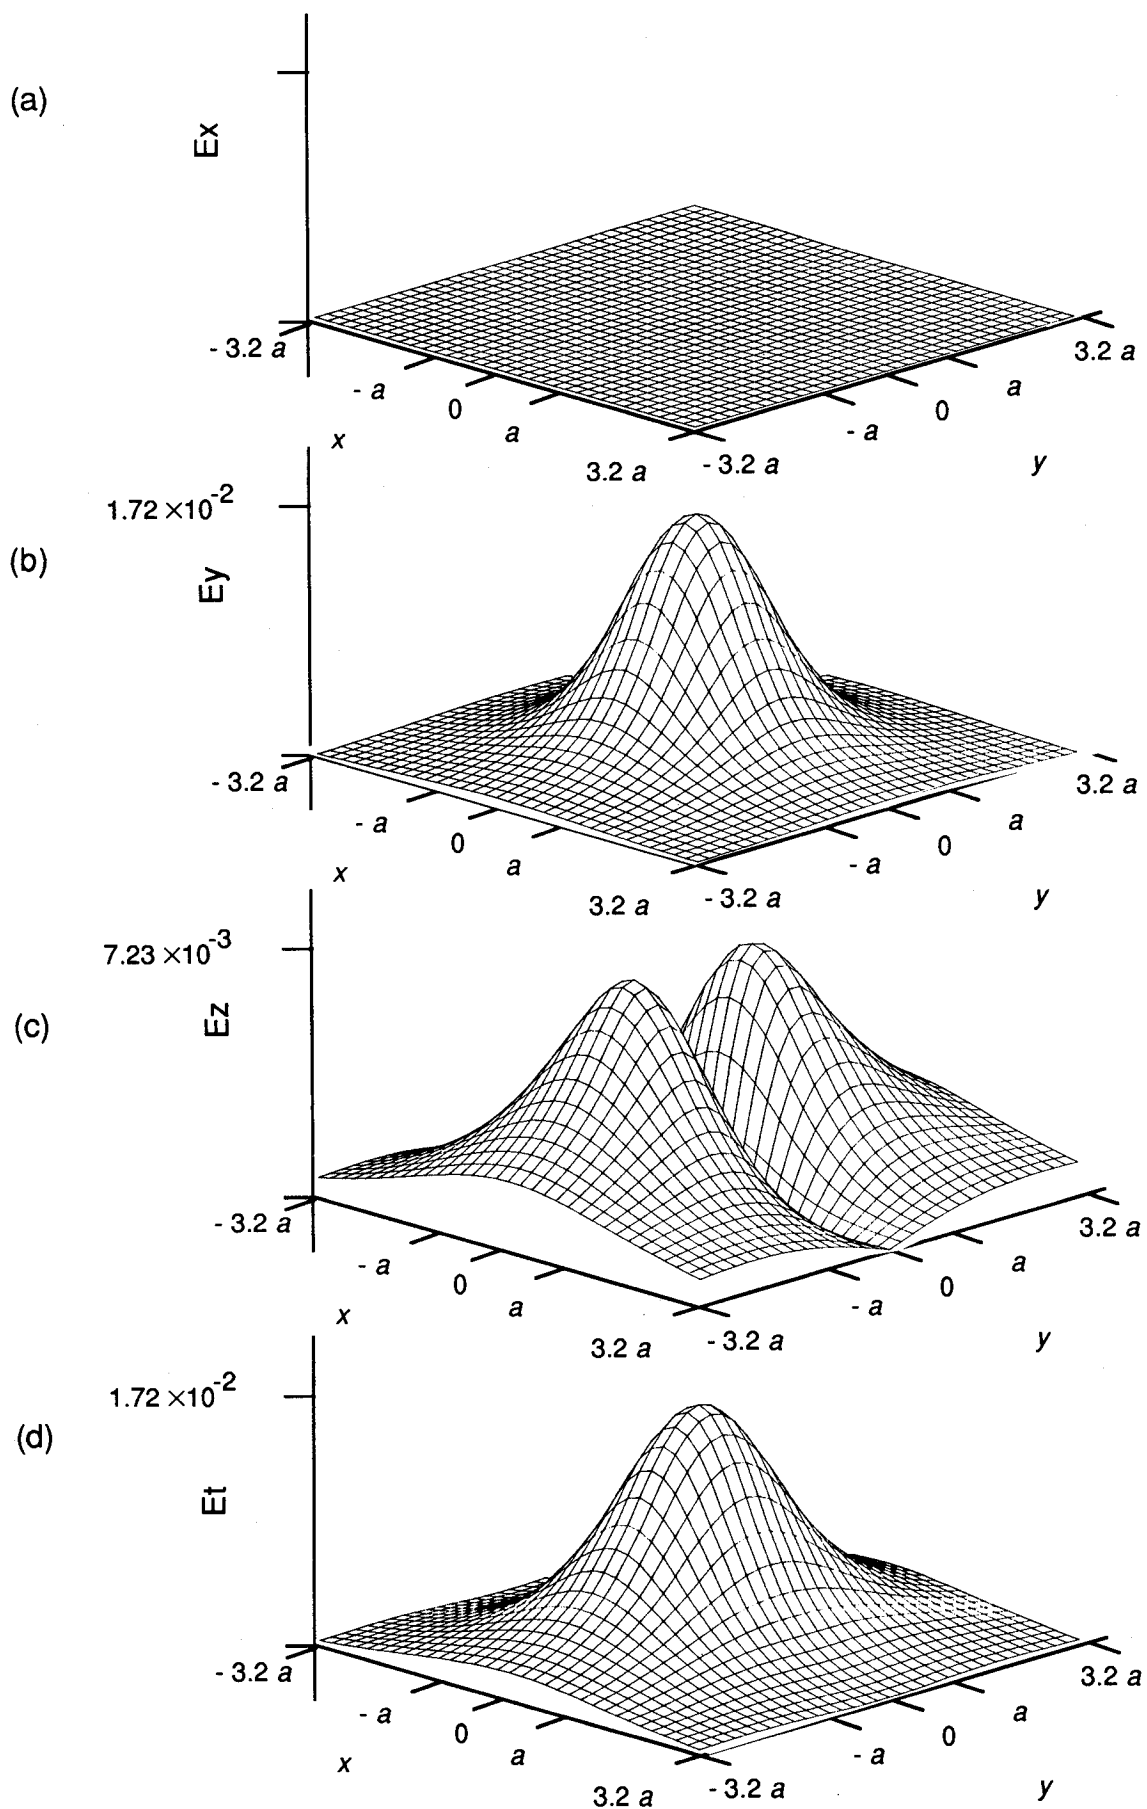 (a)
Ex
- 3.2 a
- a
0
a
3.2 a
x
- 3.2 a
- a
0
a
3.2 a
y
(b)
1.72 ×10-2
Ey
- 3.2 a
- a
0
a
3.2 a
x
- 3.2 a
- a
0
a
3.2 a
y
(c)
7.23 ×10-3
Ez
- 3.2 a
- a
0
a
3.2 a
x
- 3.2 a
- a
0
a
3.2 a
y
(d)
1.72 ×10-2
Et
- 3.2 a
- a
0
a
3.2 a
x
- 3.2 a
- a
0
a
3.2 a
y